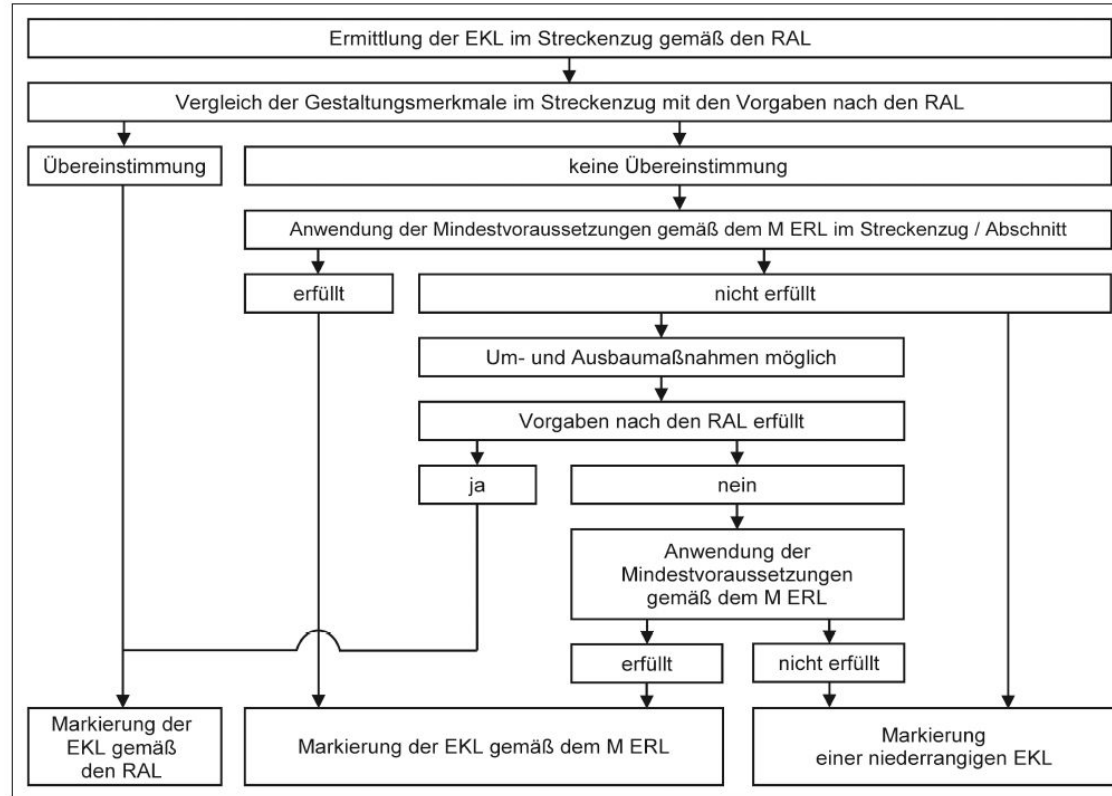 Ermittlung der EKL im Streckenzug gemäß den RAL
Vergleich der Gestaltungsmerkmale im Streckenzug mit den Vorgaben nach den RAL
Übereinstimmung
keine Übereinstimmung
Anwendung der Mindestvoraussetzungen gemäß dem M ERL im Streckenzug / Abschnitt
erfüllt
nicht erfüllt
Um- und Ausbaumaßnahmen möglich
Vorgaben nach den RAL erfüllt
ja
nein
Anwendung der
Mindestvoraussetzungen
gemäß dem M ERL
erfüllt
nicht erfüllt
Markierung der
EKL gemäß
den RAL
Markierung der EKL gemäß dem M ERL
Markierung
einer niederrangigen EKL